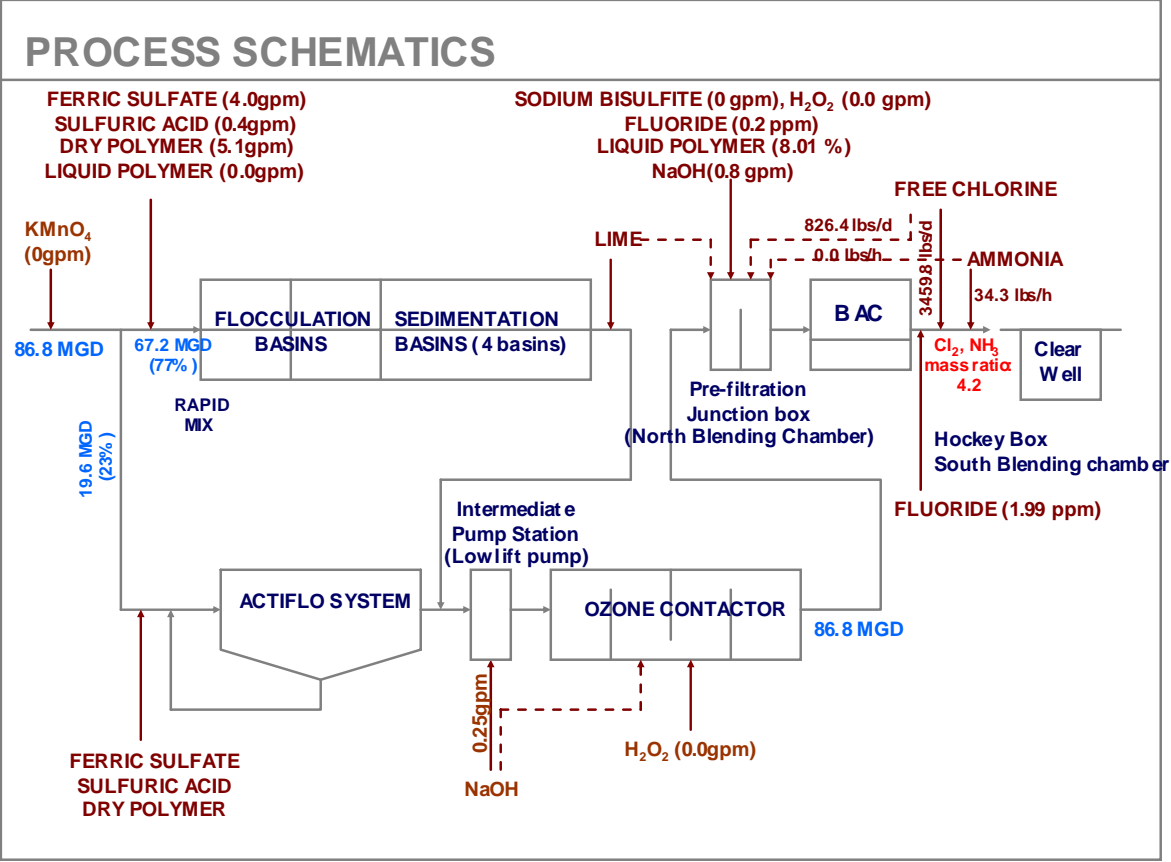 PROCESS SCHEMATICS
FERRIC SULFATE (4.0gpm)
SULFURIC ACID (0.4gpm)
DRY POLYMER (5.1gpm)
LIQUID POLYMER (0.0gpm)
SODIUM BISULFITE (0 gpm), H₂O₂ (0.0 gpm)
FLUORIDE (0.2 ppm)
LIQUID POLYMER (8.01 %)
NaOH(0.8 gpm)
FREE CHLORINE
KMnO₄
(0gpm)
LIME
826.4 lbs/d
0.0 lbs/h
3459.8 lbs/d
AMMONIA
34.3 lbs/h
86.8 MGD
67.2 MGD
(77%)
FLOCCULATION
BASINS
SEDIMENTATION
BASINS (4 basins)
BAC
Cl₂, NH₃
mass ratio:
4.2
Clear
Well
RAPID
MIX
Pre-filtration
Junction box
(North Blending Chamber)
Hockey Box
South Blending chamber
19.6 MGD
(23%)
FLUORIDE (1.99 ppm)
Intermediate
Pump Station
(Low lift pump)
ACTIFLO SYSTEM
OZONE CONTACTOR
86.8 MGD
0.25gpm
H₂O₂ (0.0gpm)
NaOH
FERRIC SULFATE
SULFURIC ACID
DRY POLYMER